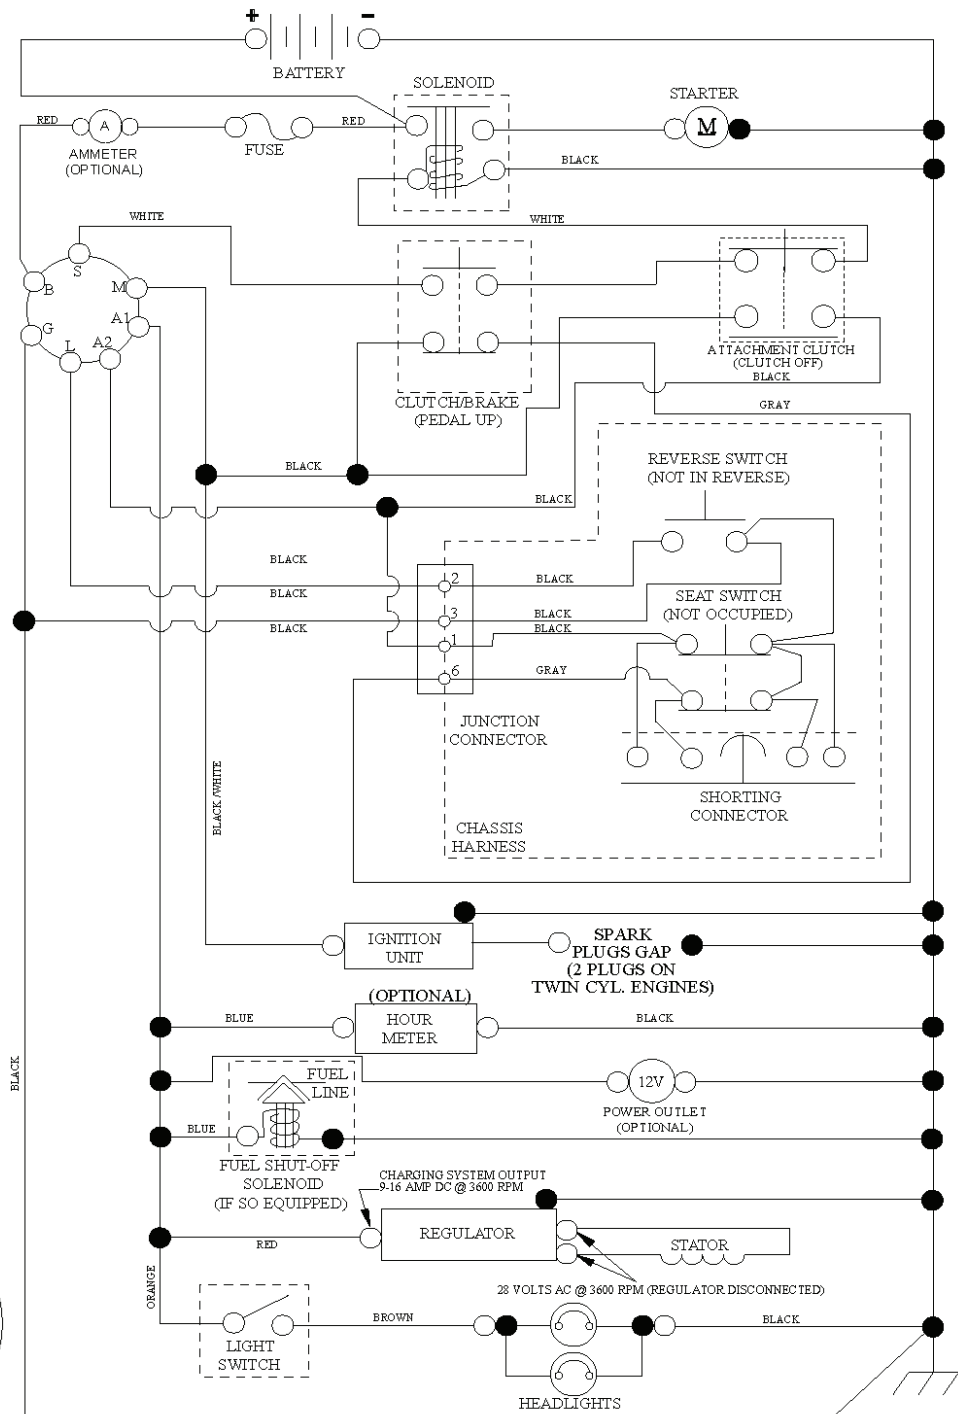 + -
BATTERY
SOLENOID
STARTER
RED
A
RED
M
AMMETER
(OPTIONAL)
FUSE
BLACK
WHITE
WHITE
S
B
M
G
A1
L
A2
ATTACHMENT CLUTCH
(CLUTCH OFF)
BLACK
CLUTCH/BRAKE
(PEDAL UP)
GRAY
BLACK
REVERSE SWITCH
(NOT IN REVERSE)
BLACK
BLACK
2
BLACK
BLACK
SEAT SWITCH
(NOT OCCUPIED)
3
BLACK
BLACK
BLACK
1
6
GRAY
JUNCTION
CONNECTOR
BLACK/WHITE
SHORTING
CONNECTOR
CHASSIS
HARNESS
IGNITION
UNIT
SPARK
PLUGS GAP
(2 PLUGS ON
TWIN CYL. ENGINES)
(OPTIONAL)
BLUE
HOUR
METER
BLACK
BLACK
FUEL
LINE
12V
POWER OUTLET
(OPTIONAL)
BLUE
FUEL SHUT-OFF
SOLENOID
(IF SO EQUIPPED)
CHARGING SYSTEM OUTPUT
9-16 AMP DC @ 3600 RPM
REGULATOR
STATOR
RED
ORANGE
28 VOLTS AC @ 3600 RPM (REGULATOR DISCONNECTED)
BROWN
BLACK
LIGHT
SWITCH
HEADLIGHTS